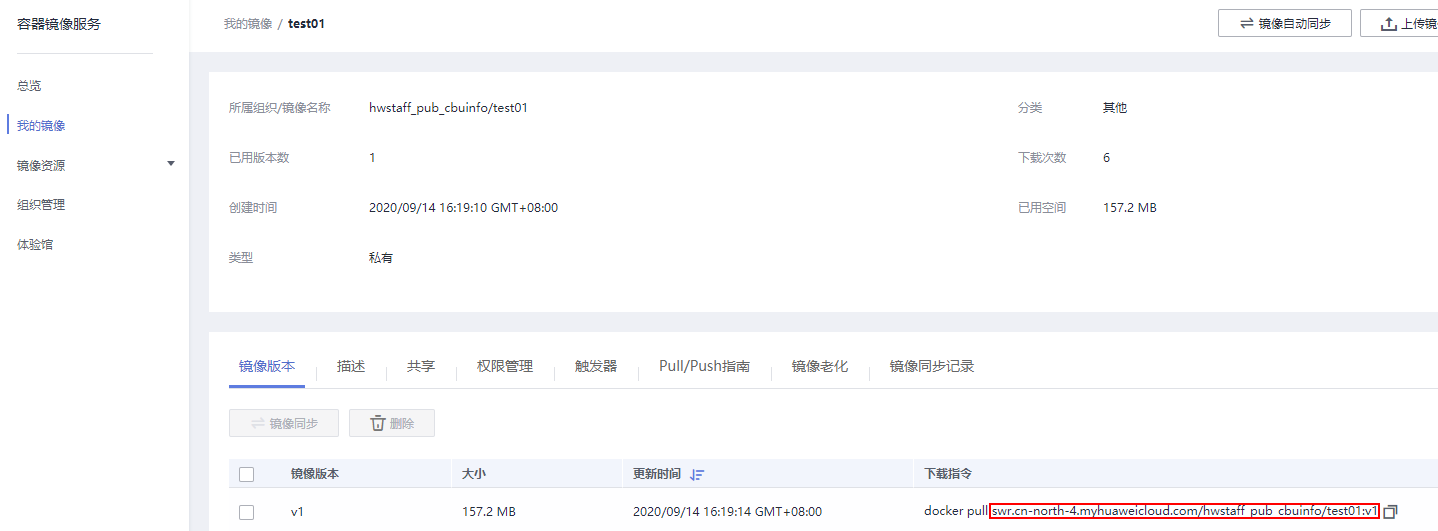 容器镜像服务
总览
我的镜像
镜像资源
组织管理
体验馆
我的镜像 / test01
镜像自动同步
上传镜
所属组织/镜像名称 hwstaff_pub_cbuinfo/test01 分类 其他
已用版本数 1 下载次数 6
创建时间 2020/09/14 16:19:10 GMT+08:00 已用空间 157.2 MB
类型 私有
镜像版本 描述 共享 权限管理 触发器 Pull/Push指南 镜像老化 镜像同步记录
镜像同步 删除
镜像版本 大小 更新时间 下载指令
v1 157.2 MB 2020/09/14 16:19:14 GMT+08:00 docker pull swr.cn-north-4.myhuaweicloud.com/hwstaff_pub_cbuinfo/test01:v1